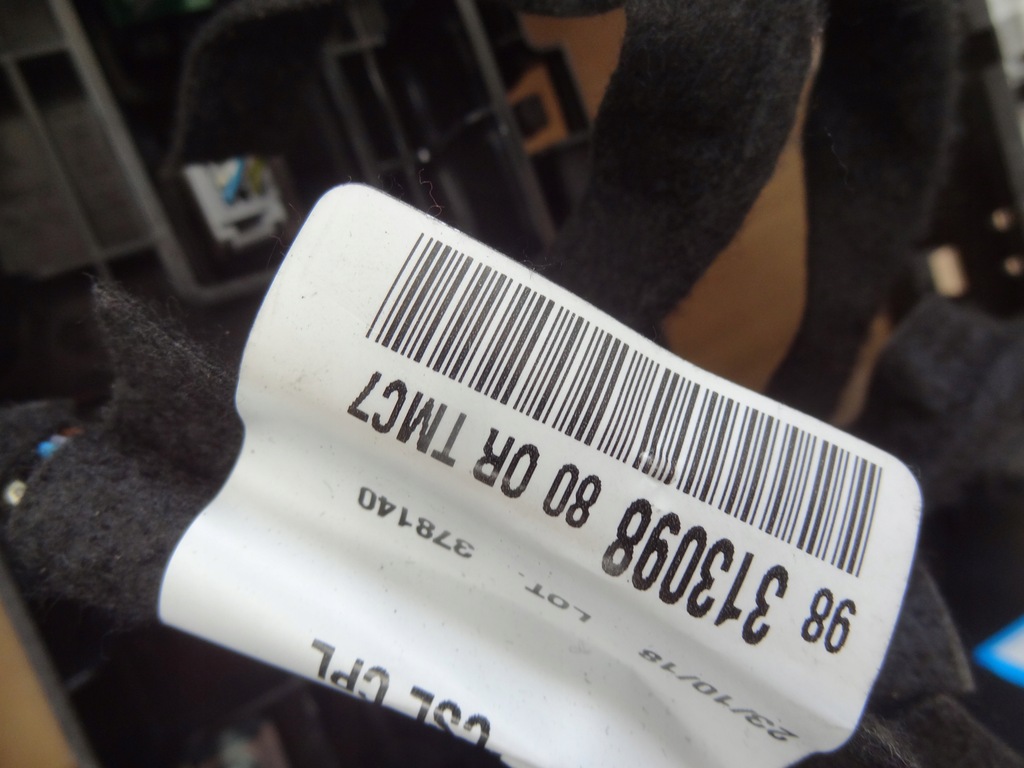 98 313098 80 OR TMC7
23/10/18 LOT. 378140
CSL CPL